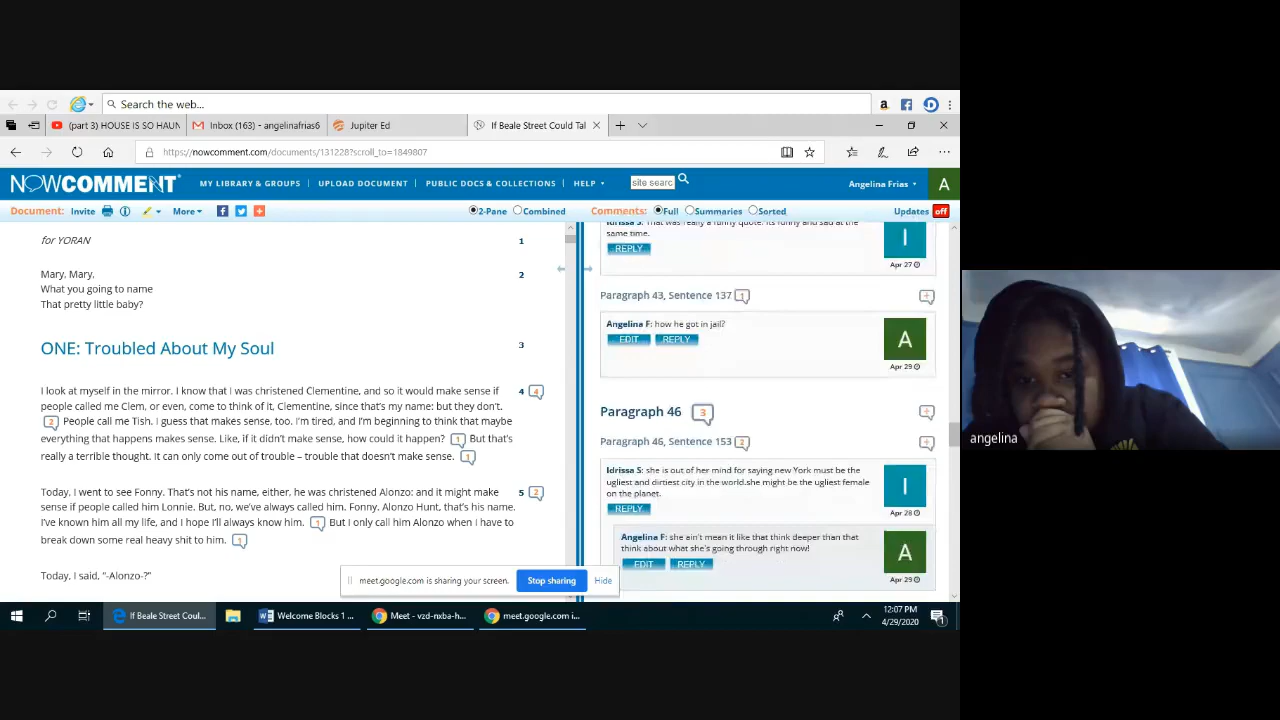 Search the web...
(part 3) HOUSE IS SO HAUN
Inbox (163) - angelinafrias6
Jupiter Ed
If Beale Street Could Tal
https://nowcomment.com/documents/131228?scroll_to=1849807
NOWCOMMENT
MY LIBRARY & GROUPS
UPLOAD DOCUMENT
PUBLIC DOCS & COLLECTIONS
HELP
site searc
Angelina Frias
A
Document:
Invite
More
2-Pane
Combined
Comments:
Full
Summaries
Sorted
Updates
off
for YORAN
1
Mary, Mary,
2
What you going to name
That pretty little baby?
ONE: Troubled About My Soul
3
I look at myself in the mirror. I know that I was christened Clementine, and so it would make sense if
4
4
people called me Clem, or even, come to think of it, Clementine, since that's my name: but they don't.
2 People call me Tish. I guess that makes sense, too. I'm tired, and I'm beginning to think that maybe
everything that happens makes sense. Like, if it didn't make sense, how could it happen? 1 But that's
really a terrible thought. It can only come out of trouble – trouble that doesn't make sense. 1
Today, I went to see Fonny. That's not his name, either, he was christened Alonzo: and it might make
5
2
sense if people called him Lonnie. But, no, we've always called him. Fonny. Alonzo Hunt, that's his name.
I've known him all my life, and I hope I'll always know him. 1 But I only call him Alonzo when I have to
break down some real heavy shit to him. 1
Today, I said, "-Alonzo-?"
Idrissa S: That was really a funny quote. its funny and sad at the
same time.
REPLY
I
Apr 27
Paragraph 43, Sentence 137 1
Angelina F: how he got in jail?
EDIT
REPLY
A
Apr 29
Paragraph 46 3
Paragraph 46, Sentence 153 2
Idrissa S: she is out of her mind for saying new York must be the
ugliest and dirtiest city in the world.she might be the ugliest female
on the planet.
REPLY
I
Apr 28
Angelina F: she ain't mean it like that think deeper than that
think about what she's going through right now!
EDIT
REPLY
A
Apr 29
meet.google.com is sharing your screen.
Stop sharing
Hide
If Beale Street Coul...
Welcome Blocks 1 ...
Meet - vzd-nxba-h...
meet.google.com i...
12:07 PM
4/29/2020
1
angelina